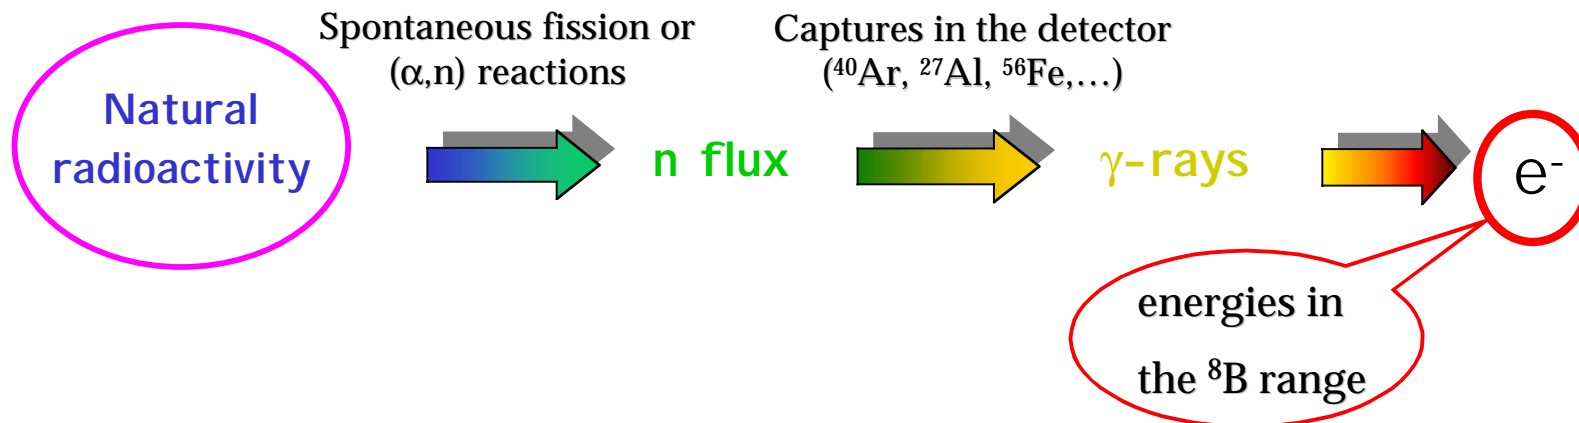 Spontaneous fission or
(α,n) reactions
Captures in the detector
(⁴⁰Ar, ²⁷Al, ⁵⁶Fe,…)
Natural
radioactivity
n flux
γ-rays
e⁻
energies in
the ⁸B range